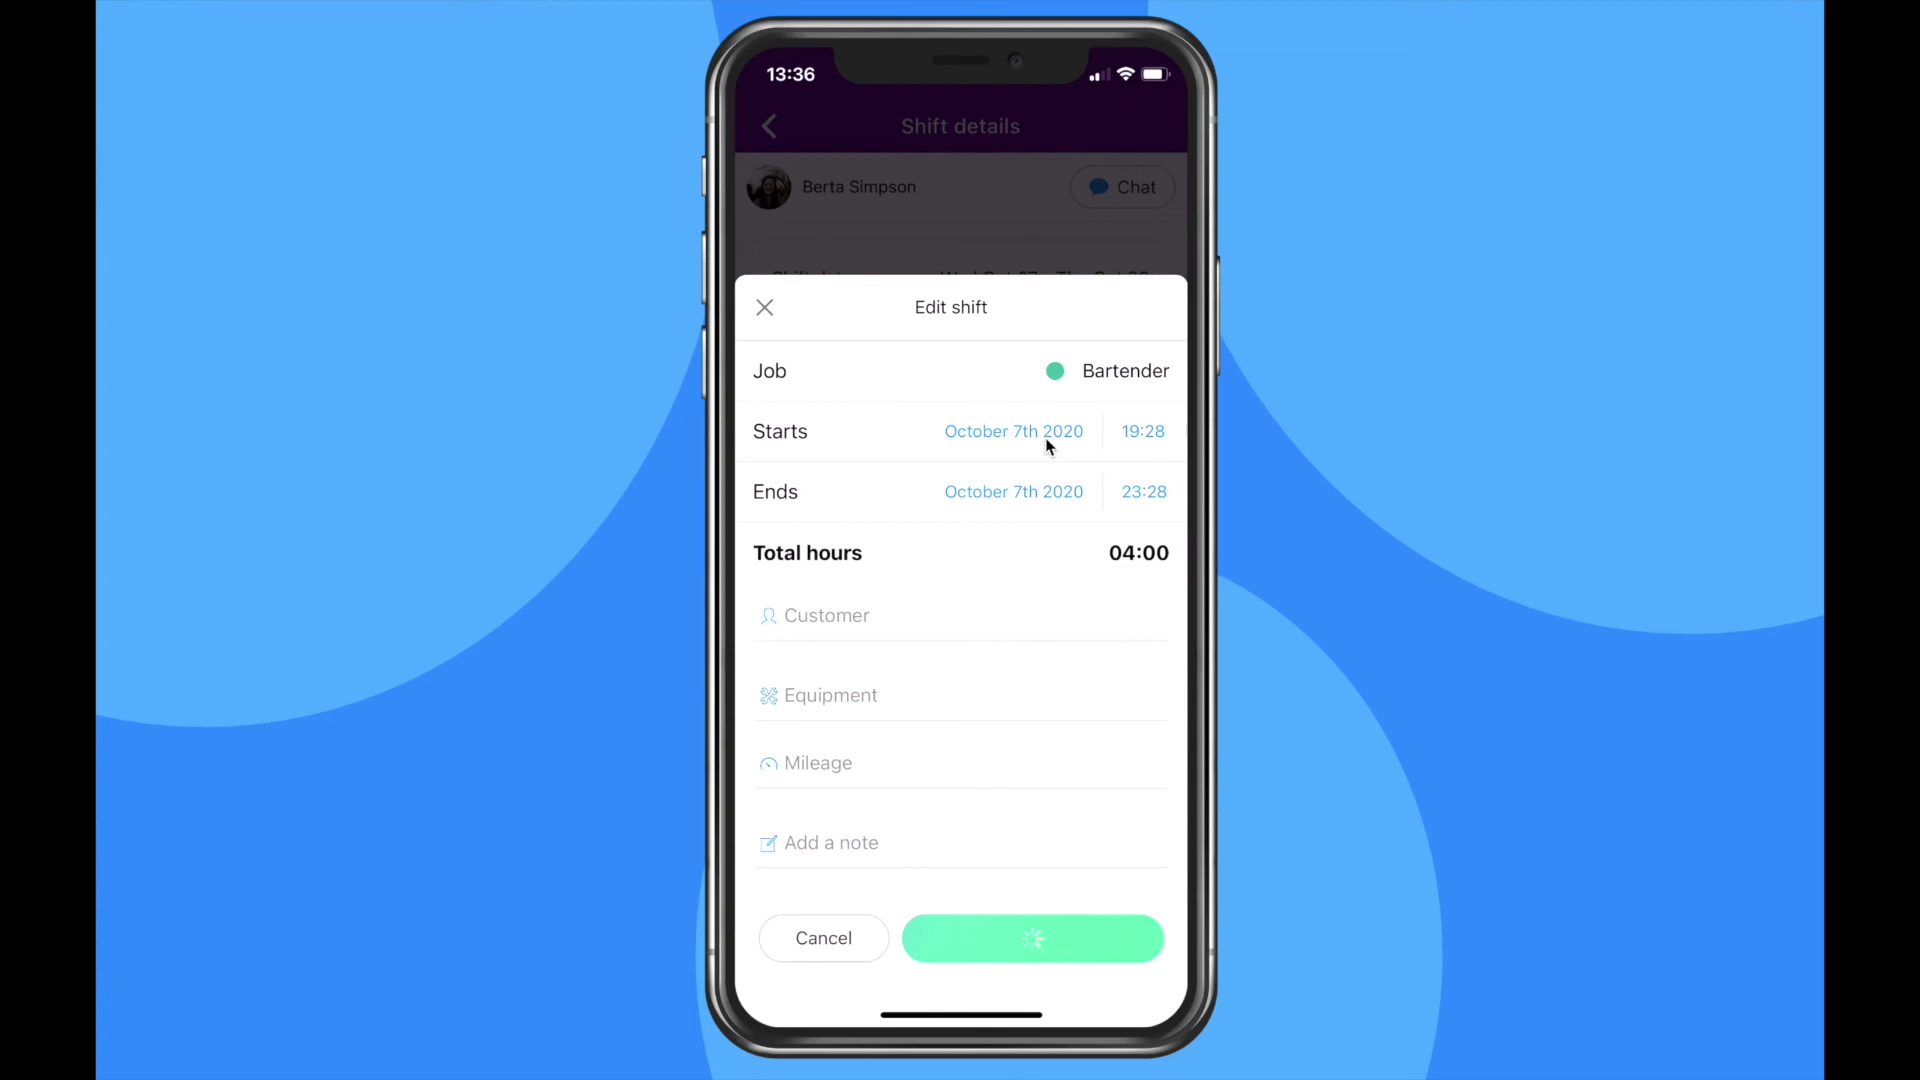 13:36
Shift details
Berta Simpson
Chat
Edit shift
Job
Bartender
Starts
October 7th 2020
19:28
Ends
October 7th 2020
23:28
Total hours
04:00
Customer
Equipment
Mileage
Add a note
Cancel